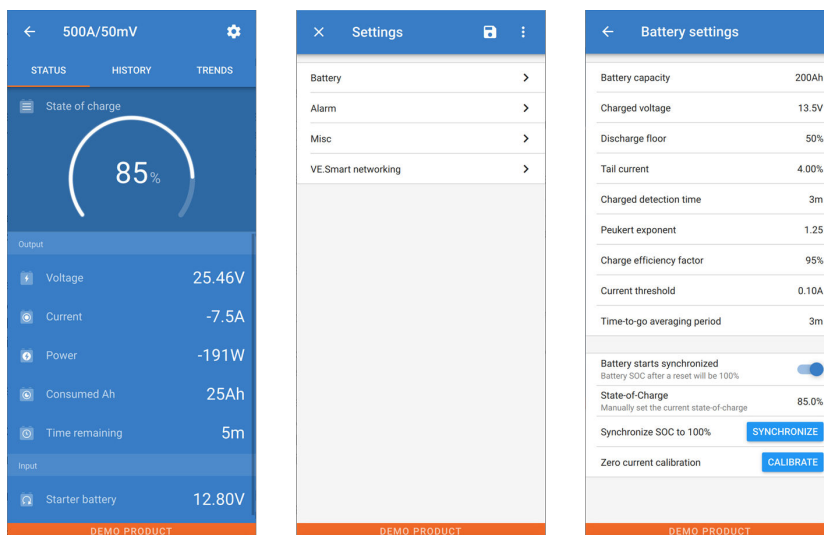 500A/50mV
STATUS HISTORY TRENDS
State of charge
85%
Output
Voltage 25.46V
Current -7.5A
Power -191W
Consumed Ah 25Ah
Time remaining 5m
Input
Starter battery 12.80V
DEMO PRODUCT
Settings
Battery
Alarm
Misc
VE.Smart networking
DEMO PRODUCT
Battery settings
Battery capacity 200Ah
Charged voltage 13.5V
Discharge floor 50%
Tail current 4.00%
Charged detection time 3m
Peukert exponent 1.25
Charge efficiency factor 95%
Current threshold 0.10A
Time-to-go averaging period 3m
Battery starts synchronized
Battery SOC after a reset will be 100%
State-of-Charge 85.0%
Manually set the current state-of-charge
Synchronize SOC to 100% SYNCHRONIZE
Zero current calibration CALIBRATE
DEMO PRODUCT